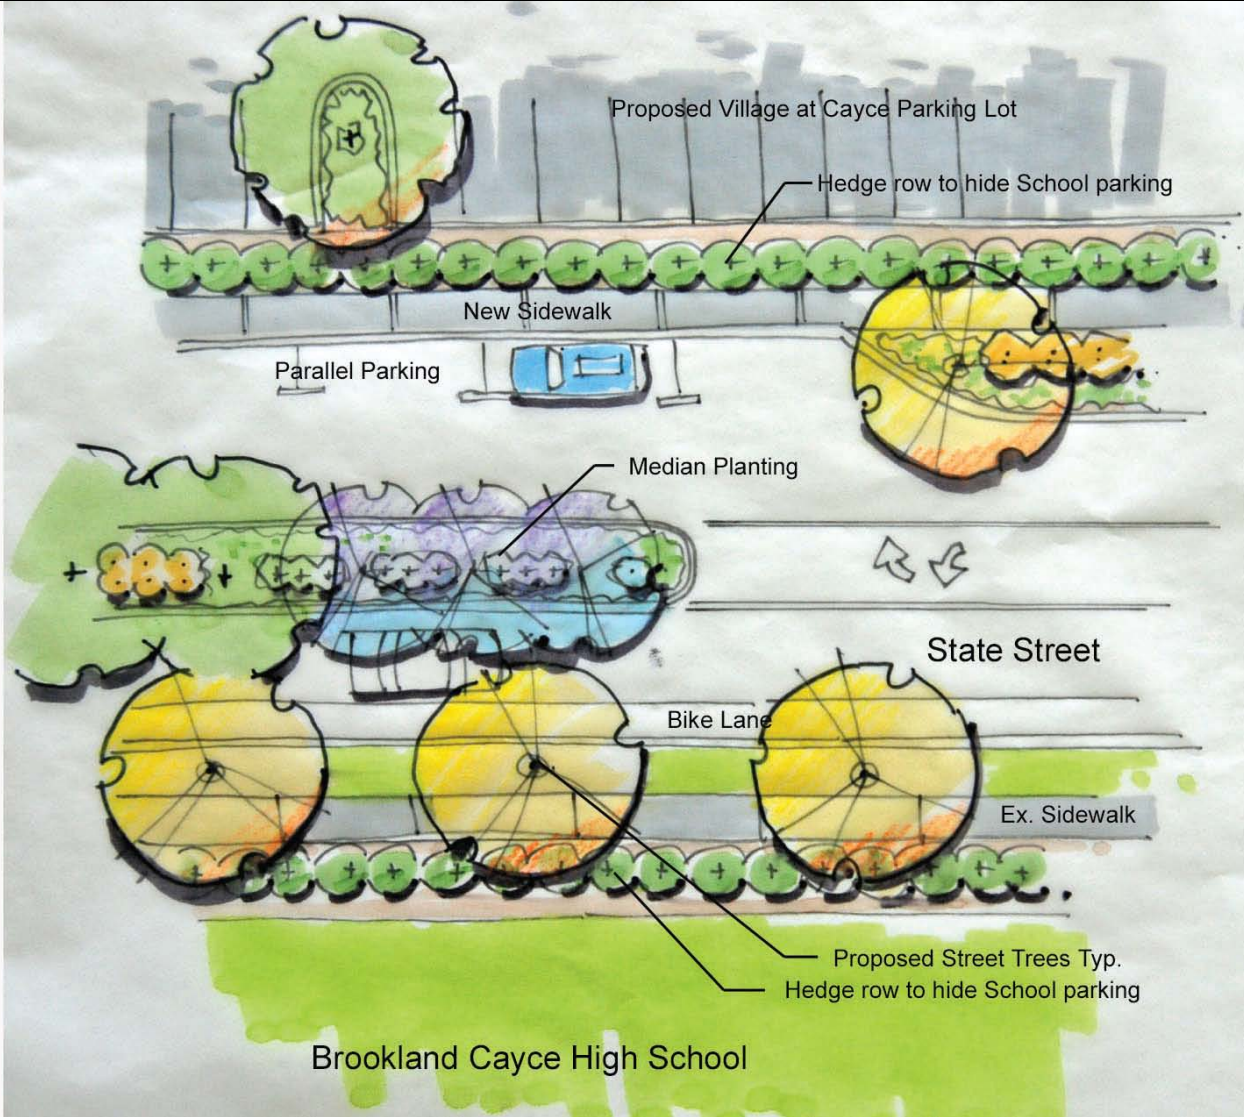 Proposed Village at Cayce Parking Lot
Hedge row to hide School parking
New Sidewalk
Parallel Parking
Median Planting
State Street
Bike Lane
Ex. Sidewalk
Proposed Street Trees Typ.
Hedge row to hide School parking
Brookland Cayce High School